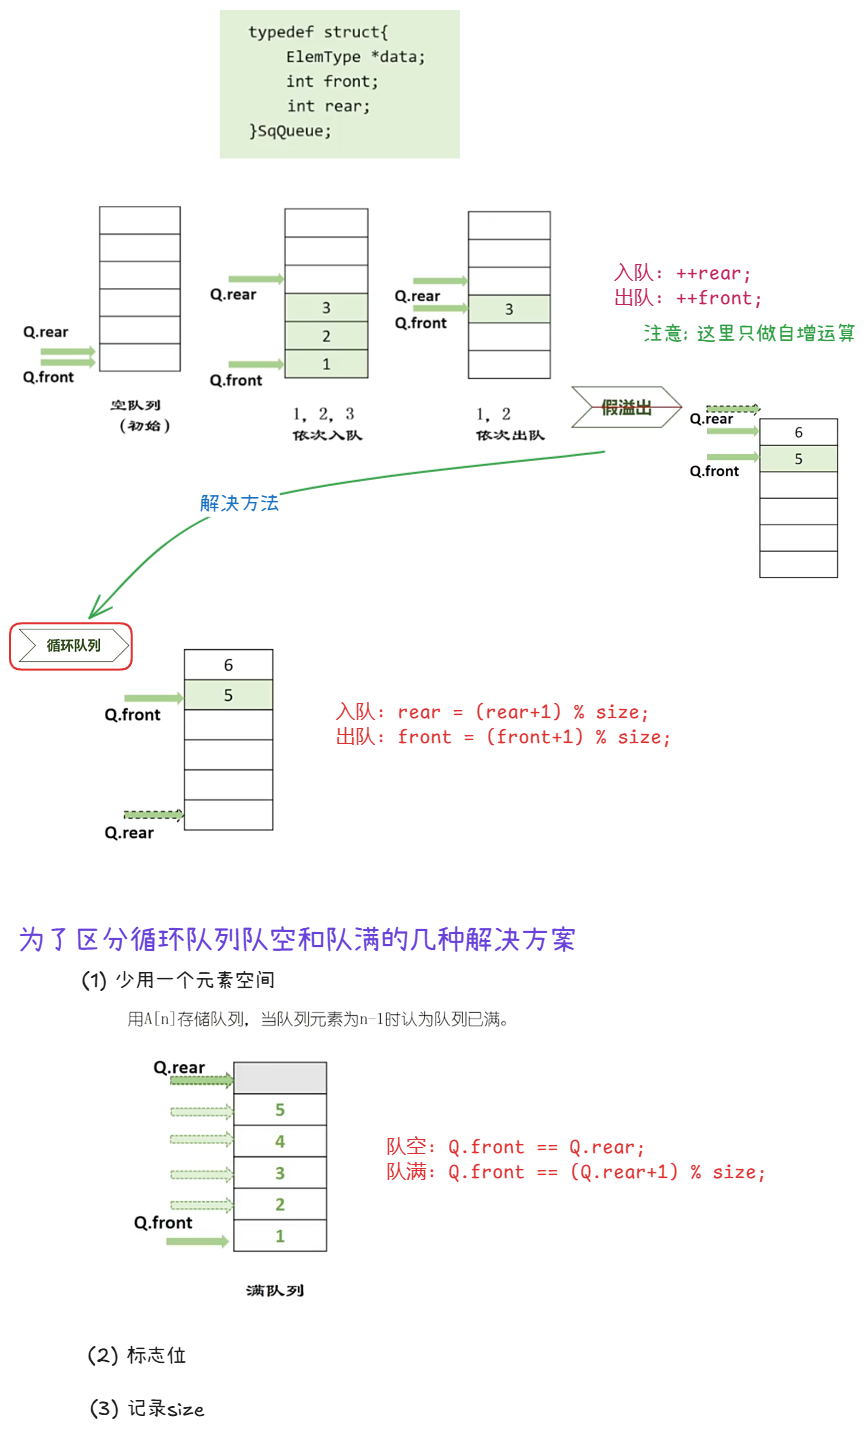 typedef struct{
ElemType *data;
int front;
int rear;
}SqQueue;
Q.rear
Q.front
空队列
（初始）
Q.rear
Q.front
3
2
1
1, 2, 3
依次入队
Q.rear
Q.front
3
1, 2
依次出队
入队: ++rear;
出队: ++front;
注意: 这里只做自增运算
假溢出
Q.rear
Q.front
6
5
解决方法
循环队列
6
5
Q.front
Q.rear
入队: rear = (rear+1) % size;
出队: front = (front+1) % size;
为了区分循环队列队空和队满的几种解决方案
(1) 少用一个元素空间
用A[n]存储队列，当队列元素为n-1时认为队列已满。
Q.rear
5
4
3
2
Q.front
1
满队列
队空: Q.front == Q.rear;
队满: Q.front == (Q.rear+1) % size;
(2) 标志位
(3) 记录size